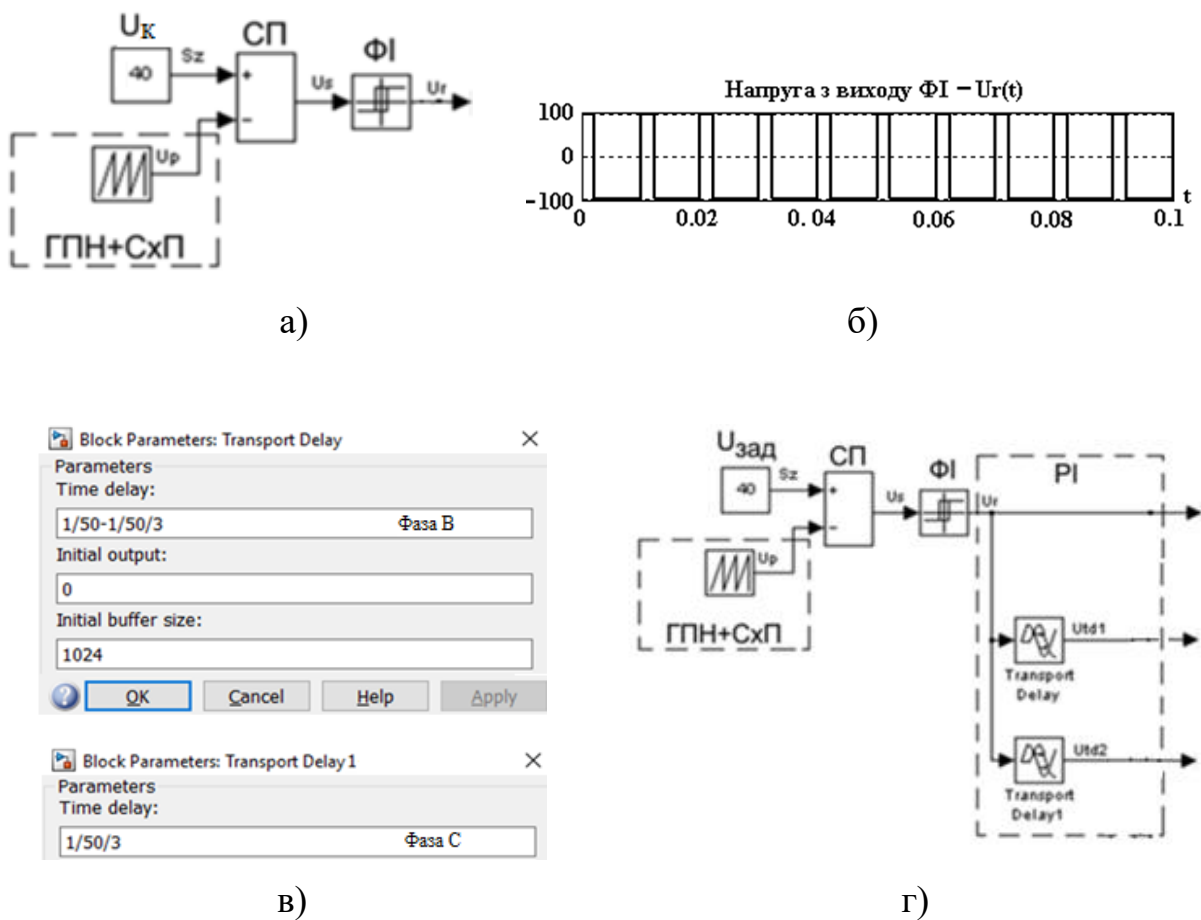 Uк
СП
ФІ
40
Sz
Us
Ur
+
−
Up
ГПН+СхП
а)
Напруга з виходу ФІ − Ur(t)
100
0
−100
0
0.02
0. 04
0.06
0.08
0.1
t
б)
Block Parameters: Transport Delay
Parameters
Time delay:
1/50-1/50/3 Фаза В
Initial output:
0
Initial buffer size:
1024
OK Cancel Help Apply
Block Parameters: Transport Delay1
Parameters
Time delay:
1/50/3 Фаза С
в)
Uзад
СП
ФІ
РІ
40
Sz
Us
Ur
+
−
Up
ГПН+СхП
Utd1
Transport
Delay
Utd2
Transport
Delay1
г)